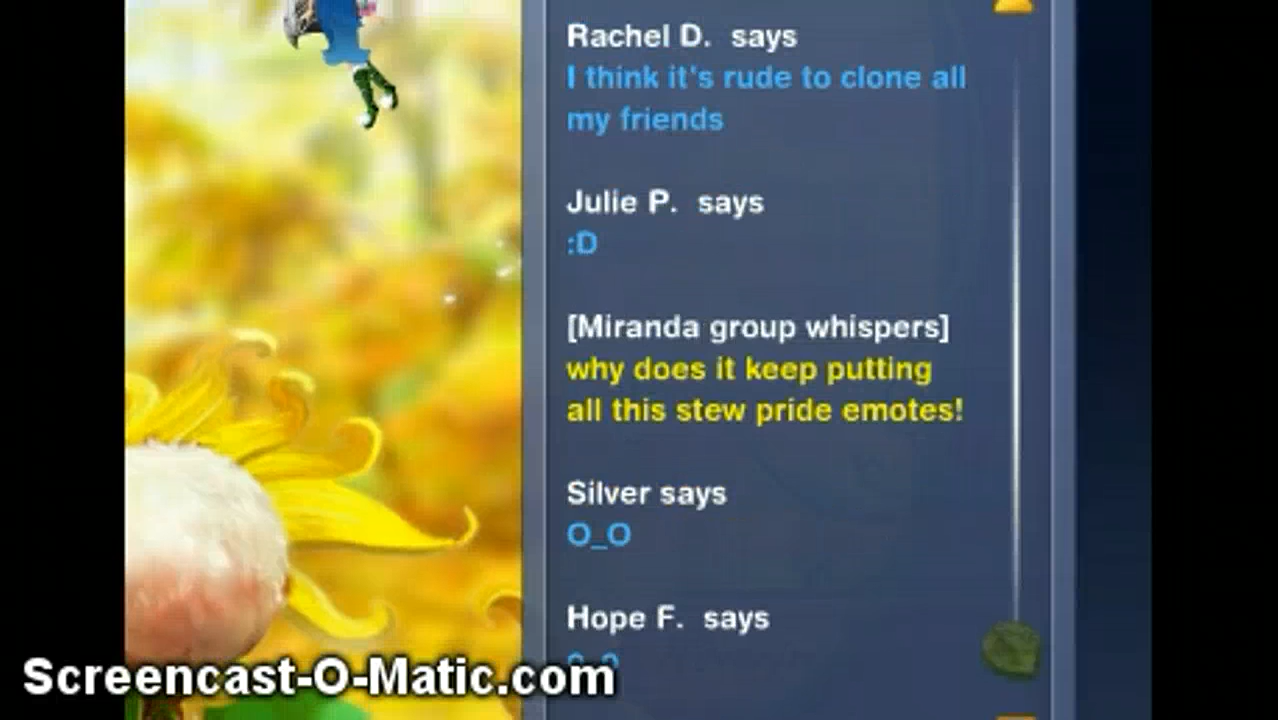 Rachel D.  says
I think it's rude to clone all
my friends
Julie P.  says
:D
[Miranda group whispers]
why does it keep putting
all this stew pride emotes!
Silver says
O_O
Hope F.  says
Screencast-O-Matic.com